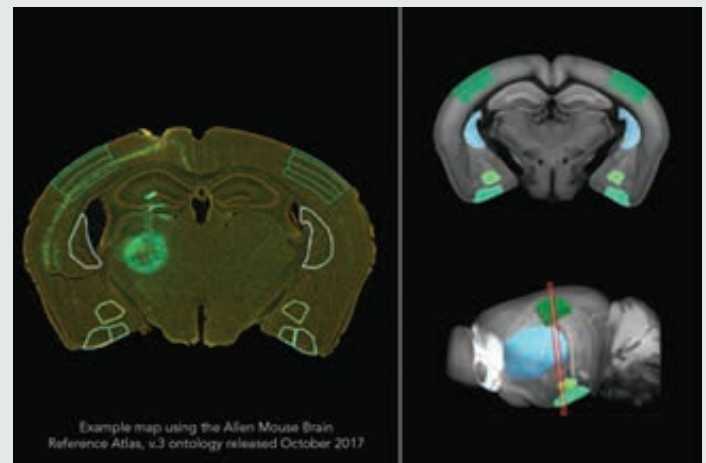 Example map using the Allen Mouse Brain
Reference Atlas, v.3 ontology released October 2017